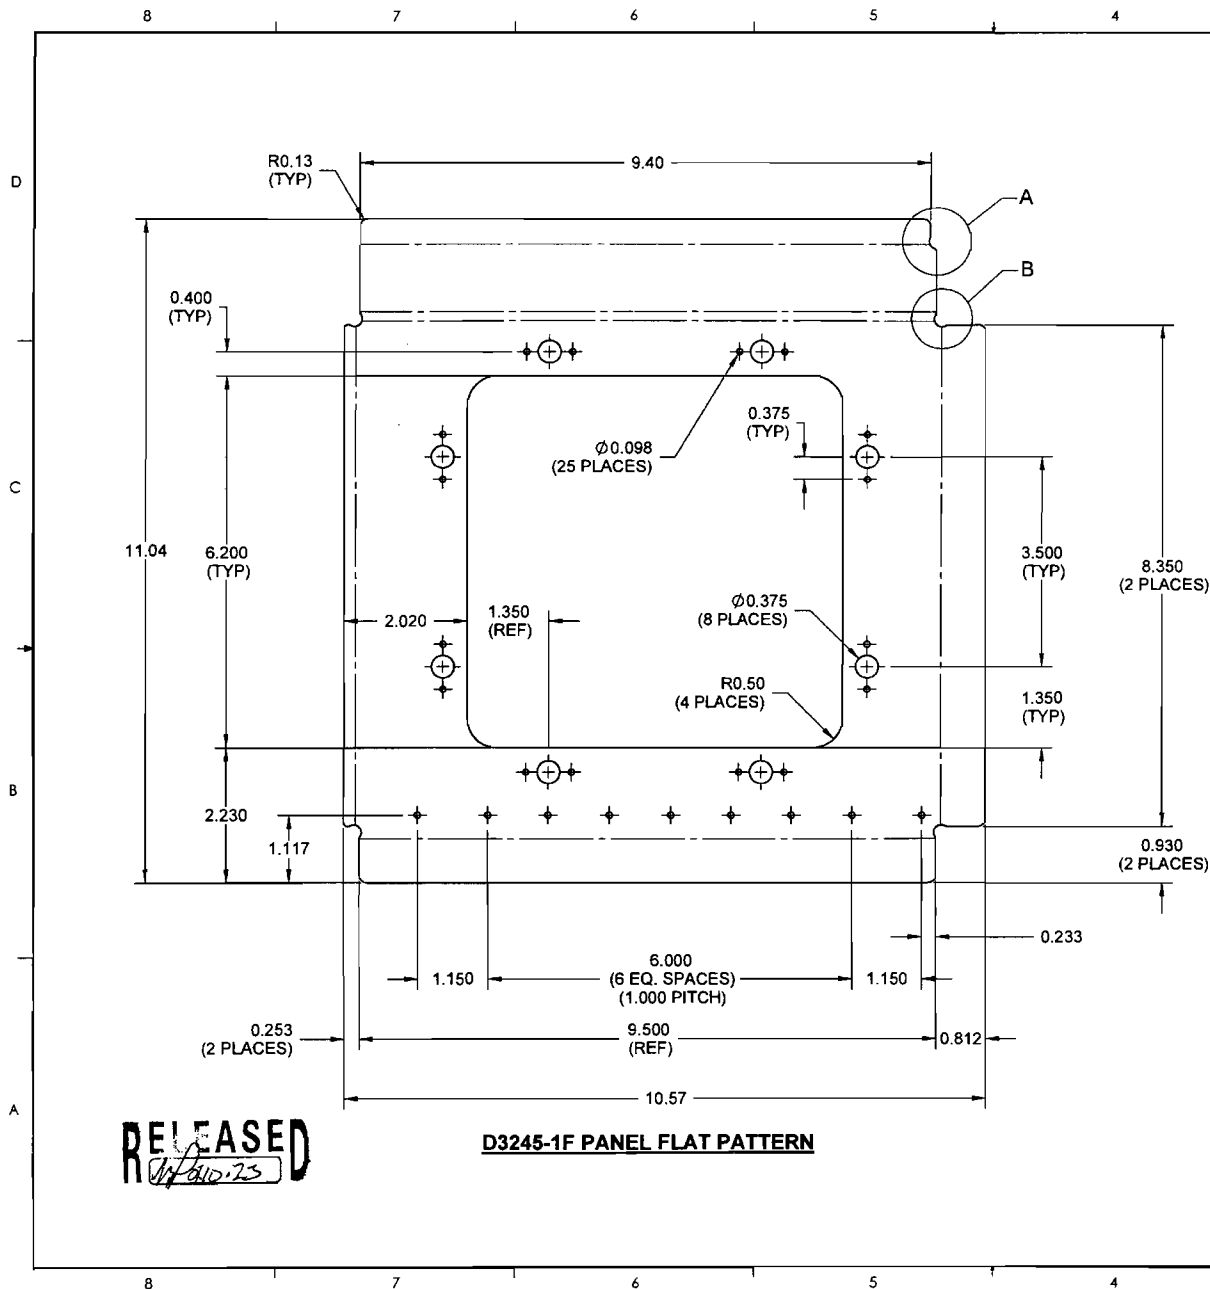 8 7 6 5 4
D
C
B
A
R0.13
(TYP)
9.40
A
B
0.400
(TYP)
Ø0.098
(25 PLACES)
0.375
(TYP)
11.04
6.200
(TYP)
3.500
(TYP)
8.350
(2 PLACES)
2.020
1.350
(REF)
Ø0.375
(8 PLACES)
R0.50
(4 PLACES)
1.350
(TYP)
2.230
1.117
0.930
(2 PLACES)
0.233
1.150
6.000
(6 EQ. SPACES)
(1.000 PITCH)
1.150
0.253
(2 PLACES)
9.500
(REF)
0.812
10.57
RELEASED
D3245-1F PANEL FLAT PATTERN
8 7 6 5 4